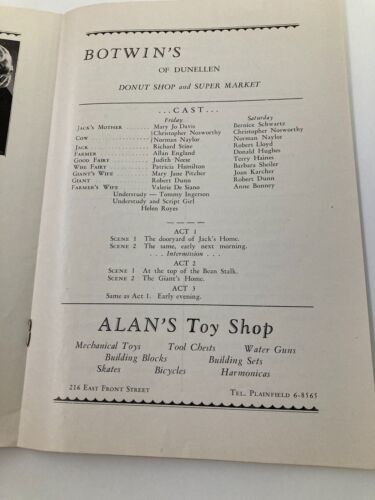 BOTWIN'S
OF DUNELLEN
DONUT SHOP and SUPER MARKET
...CAST...
Friday Saturday
JACK'S MOTHER .......... Mary Jo Davis Bernice Schwartz
COW .......... { Christopher Nosworthy Christopher Nosworthy
{ Norman Naylor Norman Naylor
JACK .......... Richard Stine Robert Lloyd
FARMER .......... Allan England Donald Hughes
GOOD FAIRY .......... Judith Neese Terry Haines
WEE FAIRY .......... Patricia Hamilton Barbara Sheiler
GIANT'S WIFE .......... Mary Jane Pitcher Joan Karcher
GIANT .......... Robert Dunn Robert Dunn
FARMER'S WIFE .......... Valerie De Siano Anne Bonney
Understudy — Tommy Ingerson
Understudy and Script Girl
Helen Royes
ACT 1
SCENE 1 The dooryard of Jack's Home.
SCENE 2 The same, early next morning.
... Intermission ...
ACT 2
SCENE 1 At the top of the Bean Stalk.
SCENE 2 The Giant's Home.
ACT 3
Same as Act 1. Early evening.
ALAN'S Toy Shop
Mechanical Toys Tool Chests Water Guns
Building Blocks Building Sets
Skates Bicycles Harmonicas
216 EAST FRONT STREET TEL. PLAINFIELD 6-8565